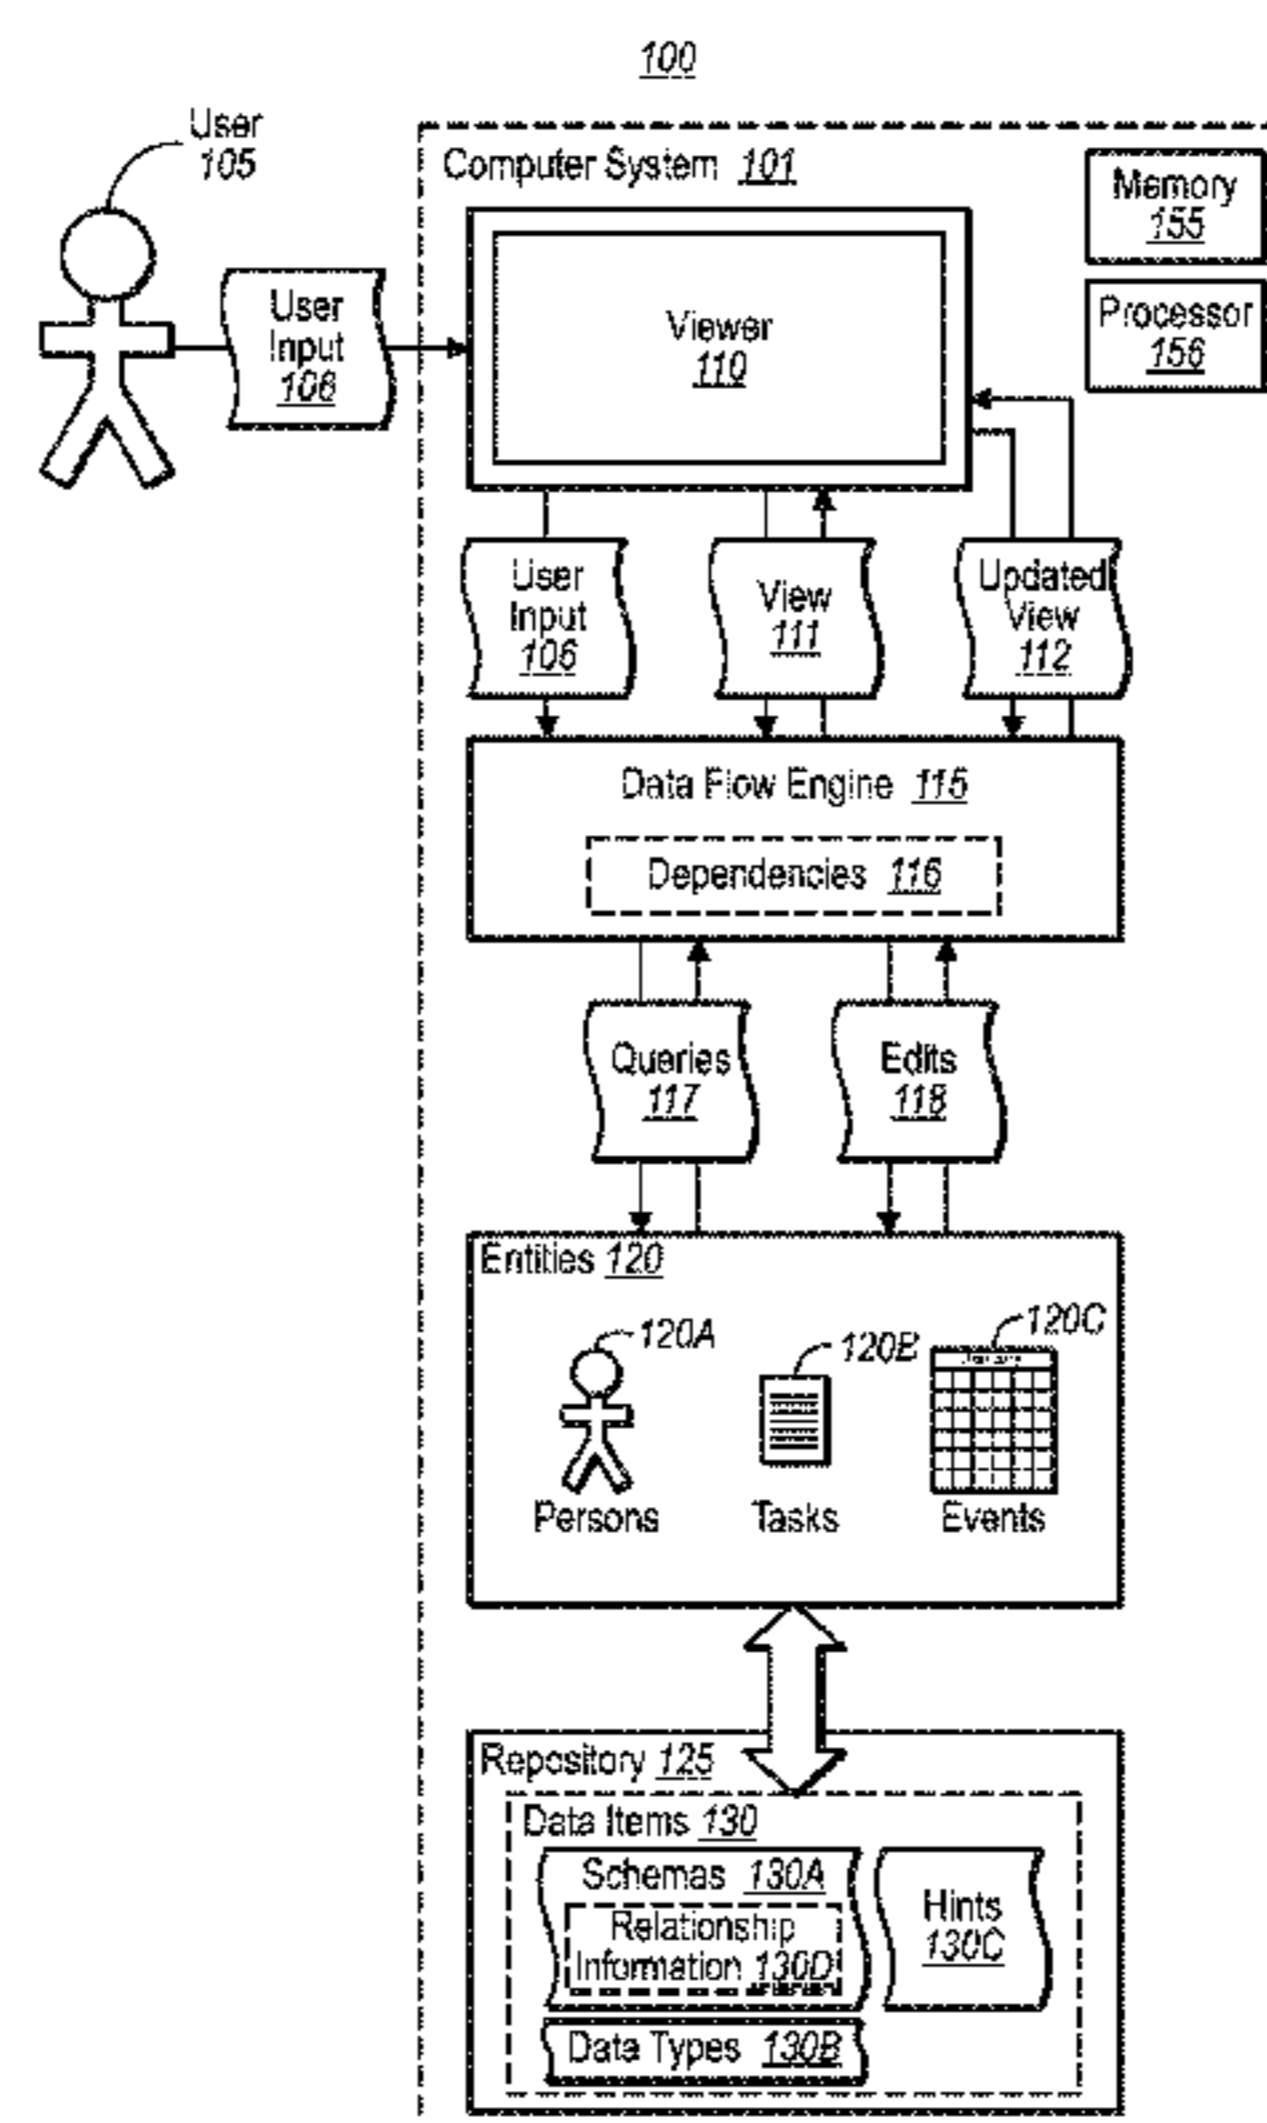 100
User
105
Computer System 101
Memory
155
Processor
156
User
Input
106
Viewer
110
User
Input
106
View
111
Updated
View
112
Data Flow Engine 115
Dependencies 116
Queries
117
Edits
118
Entities 120
120A
120B
120C
January
Persons
Tasks
Events
Repository 125
Data Items 130
Schemas 130A
Relationship
Information 130D
Hints
130C
Data Types 130B